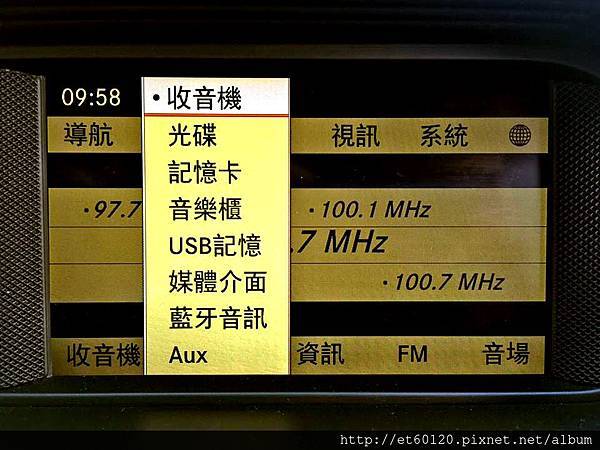 09:58
• 收音機
導航 光碟 視訊 系統
記憶卡
•97.7 音樂櫃 •100.1 MHz
USB記憶 .7 MHz
媒體介面 •100.7 MHz
藍牙音訊
收音機 Aux 資訊 FM 音場
http://et60120.pixnet.net/album